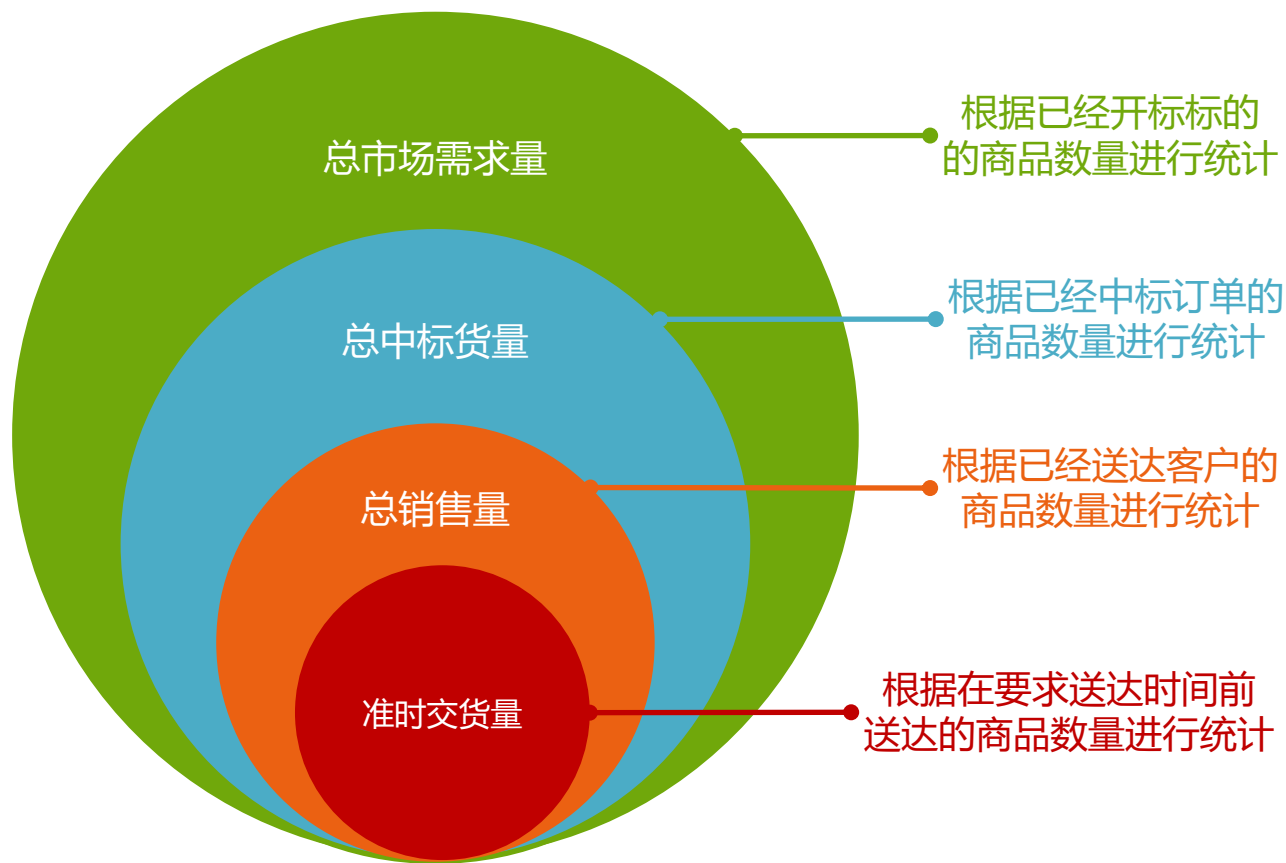 总市场需求量
根据已经开标标的
的商品数量进行统计
总中标货量
根据已经中标订单的
商品数量进行统计
总销售量
根据已经送达客户的
商品数量进行统计
准时交货量
根据在要求送达时间前
送达的商品数量进行统计